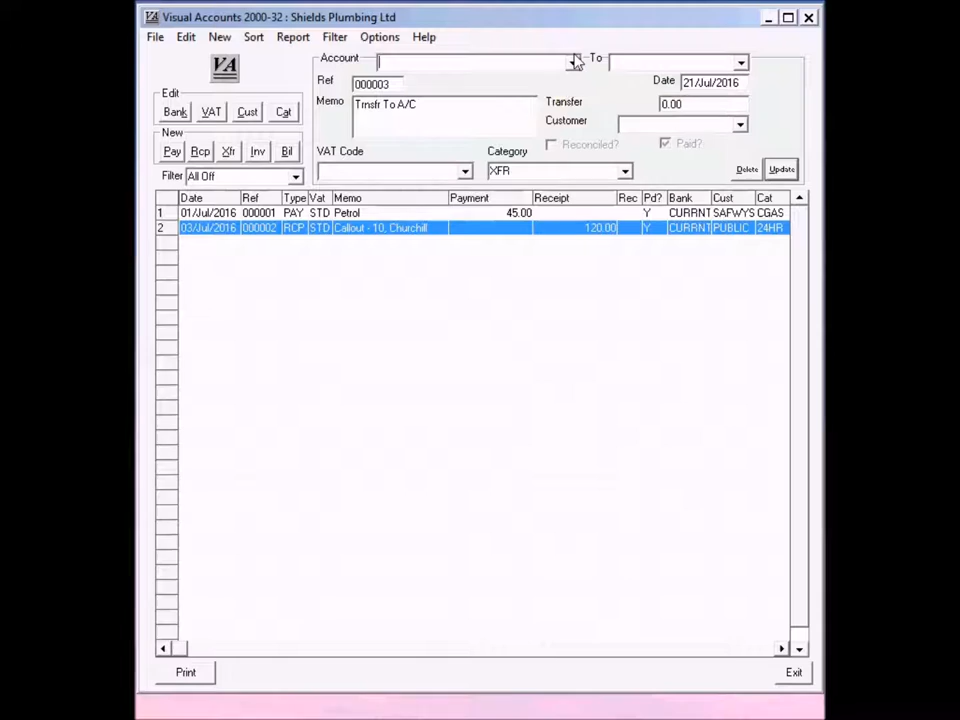 VA Visual Accounts 2000-32 : Shields Plumbing Ltd
File Edit New Sort Report Filter Options Help
VA
Account To
Ref 000003 Date 21/Jul/2016
Edit
Memo Trnsfr To A/C Transfer 0.00
Bank VAT Cust Cat
Customer
New
Reconciled? Paid?
Pay Rcp Xfr Inv Bil VAT Code Category
Filter All Off XFR Delete Update
Date Ref Type Vat Memo Payment Receipt Rec Pd? Bank Cust Cat
1 01/Jul/2016 000001 PAY STD Petrol 45.00 Y CURRNT SAFWYS CGAS
2 03/Jul/2016 000002 RCP STD Callout - 10, Churchill 120.00 Y CURRNT PUBLIC 24HR
Print Exit